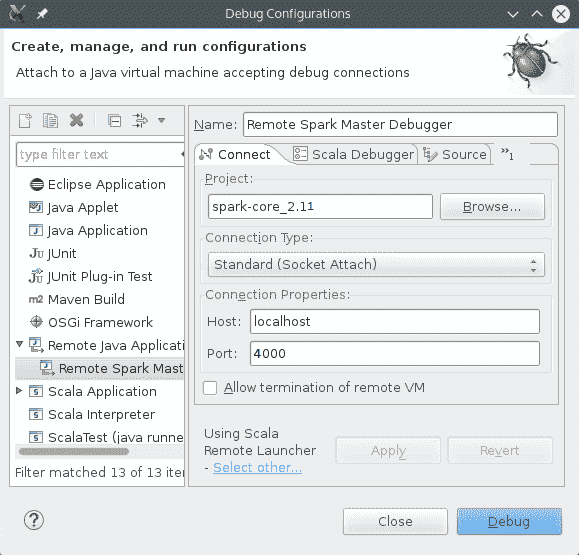 Debug Configurations
Create, manage, and run configurations
Attach to a Java virtual machine accepting debug connections
type filter text
Eclipse Application
Java Applet
Java Application
JUnit
JUnit Plug-in Test
Maven Build
OSGi Framework
Remote Java Applicati
Remote Spark Mast
Scala Application
Scala Interpreter
ScalaTest (java runne
Filter matched 13 of 13 iter
Name: Remote Spark Master Debugger
Connect Scala Debugger Source »1
Project:
spark-core_2.11 Browse...
Connection Type:
Standard (Socket Attach)
Connection Properties:
Host: localhost
Port: 4000
Allow termination of remote VM
Using Scala
Remote Launcher
- Select other...
Apply Revert
? Close Debug